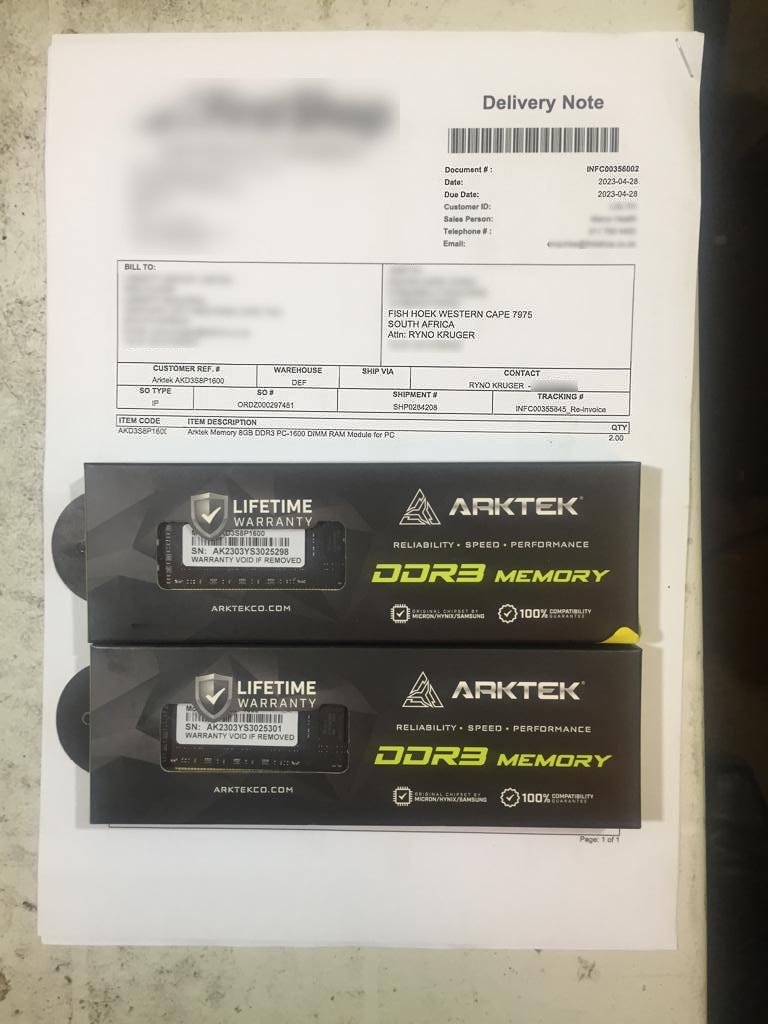 Delivery Note
Document # : INFC00356002
Date: 2023-04-28
Due Date: 2023-04-28
Customer ID:
Sales Person:
Telephone # :
Email:
BILL TO:
FISH HOEK WESTERN CAPE 7975
SOUTH AFRICA
Attn: RYNO KRUGER
CUSTOMER REF. # WAREHOUSE SHIP VIA CONTACT
Arktek AKD3S8P1600 DEF RYNO KRUGER -
SO TYPE SO # SHIPMENT # TRACKING #
IP ORDZ000297481 SHP0284208 INFC00355845_Re-Invoice
ITEM CODE ITEM DESCRIPTION QTY
AKD3S8P160 Arktek Memory 8GB DDR3 PC-1600 DIMM RAM Module for PC 2.00
LIFETIME
WARRANTY
KD3S8P1600
SN: AK2303YS3025298
WARRANTY VOID IF REMOVED
ARKTEKCO.COM
ARKTEK
RELIABILITY • SPEED • PERFORMANCE
DDR3 MEMORY
ORIGINAL CHIPSET BY
MICRON/HYNIX/SAMSUNG
100% COMPATIBILITY
GUARANTEE
LIFETIME
WARRANTY
SN: AK2303YS3025301
WARRANTY VOID IF REMOVED
ARKTEKCO.COM
ARKTEK
RELIABILITY • SPEED • PERFORMANCE
DDR3 MEMORY
ORIGINAL CHIPSET BY
MICRON/HYNIX/SAMSUNG
100% COMPATIBILITY
GUARANTEE
Page: 1 of 1